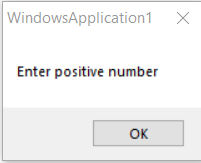 WindowsApplication1
Enter positive number
OK